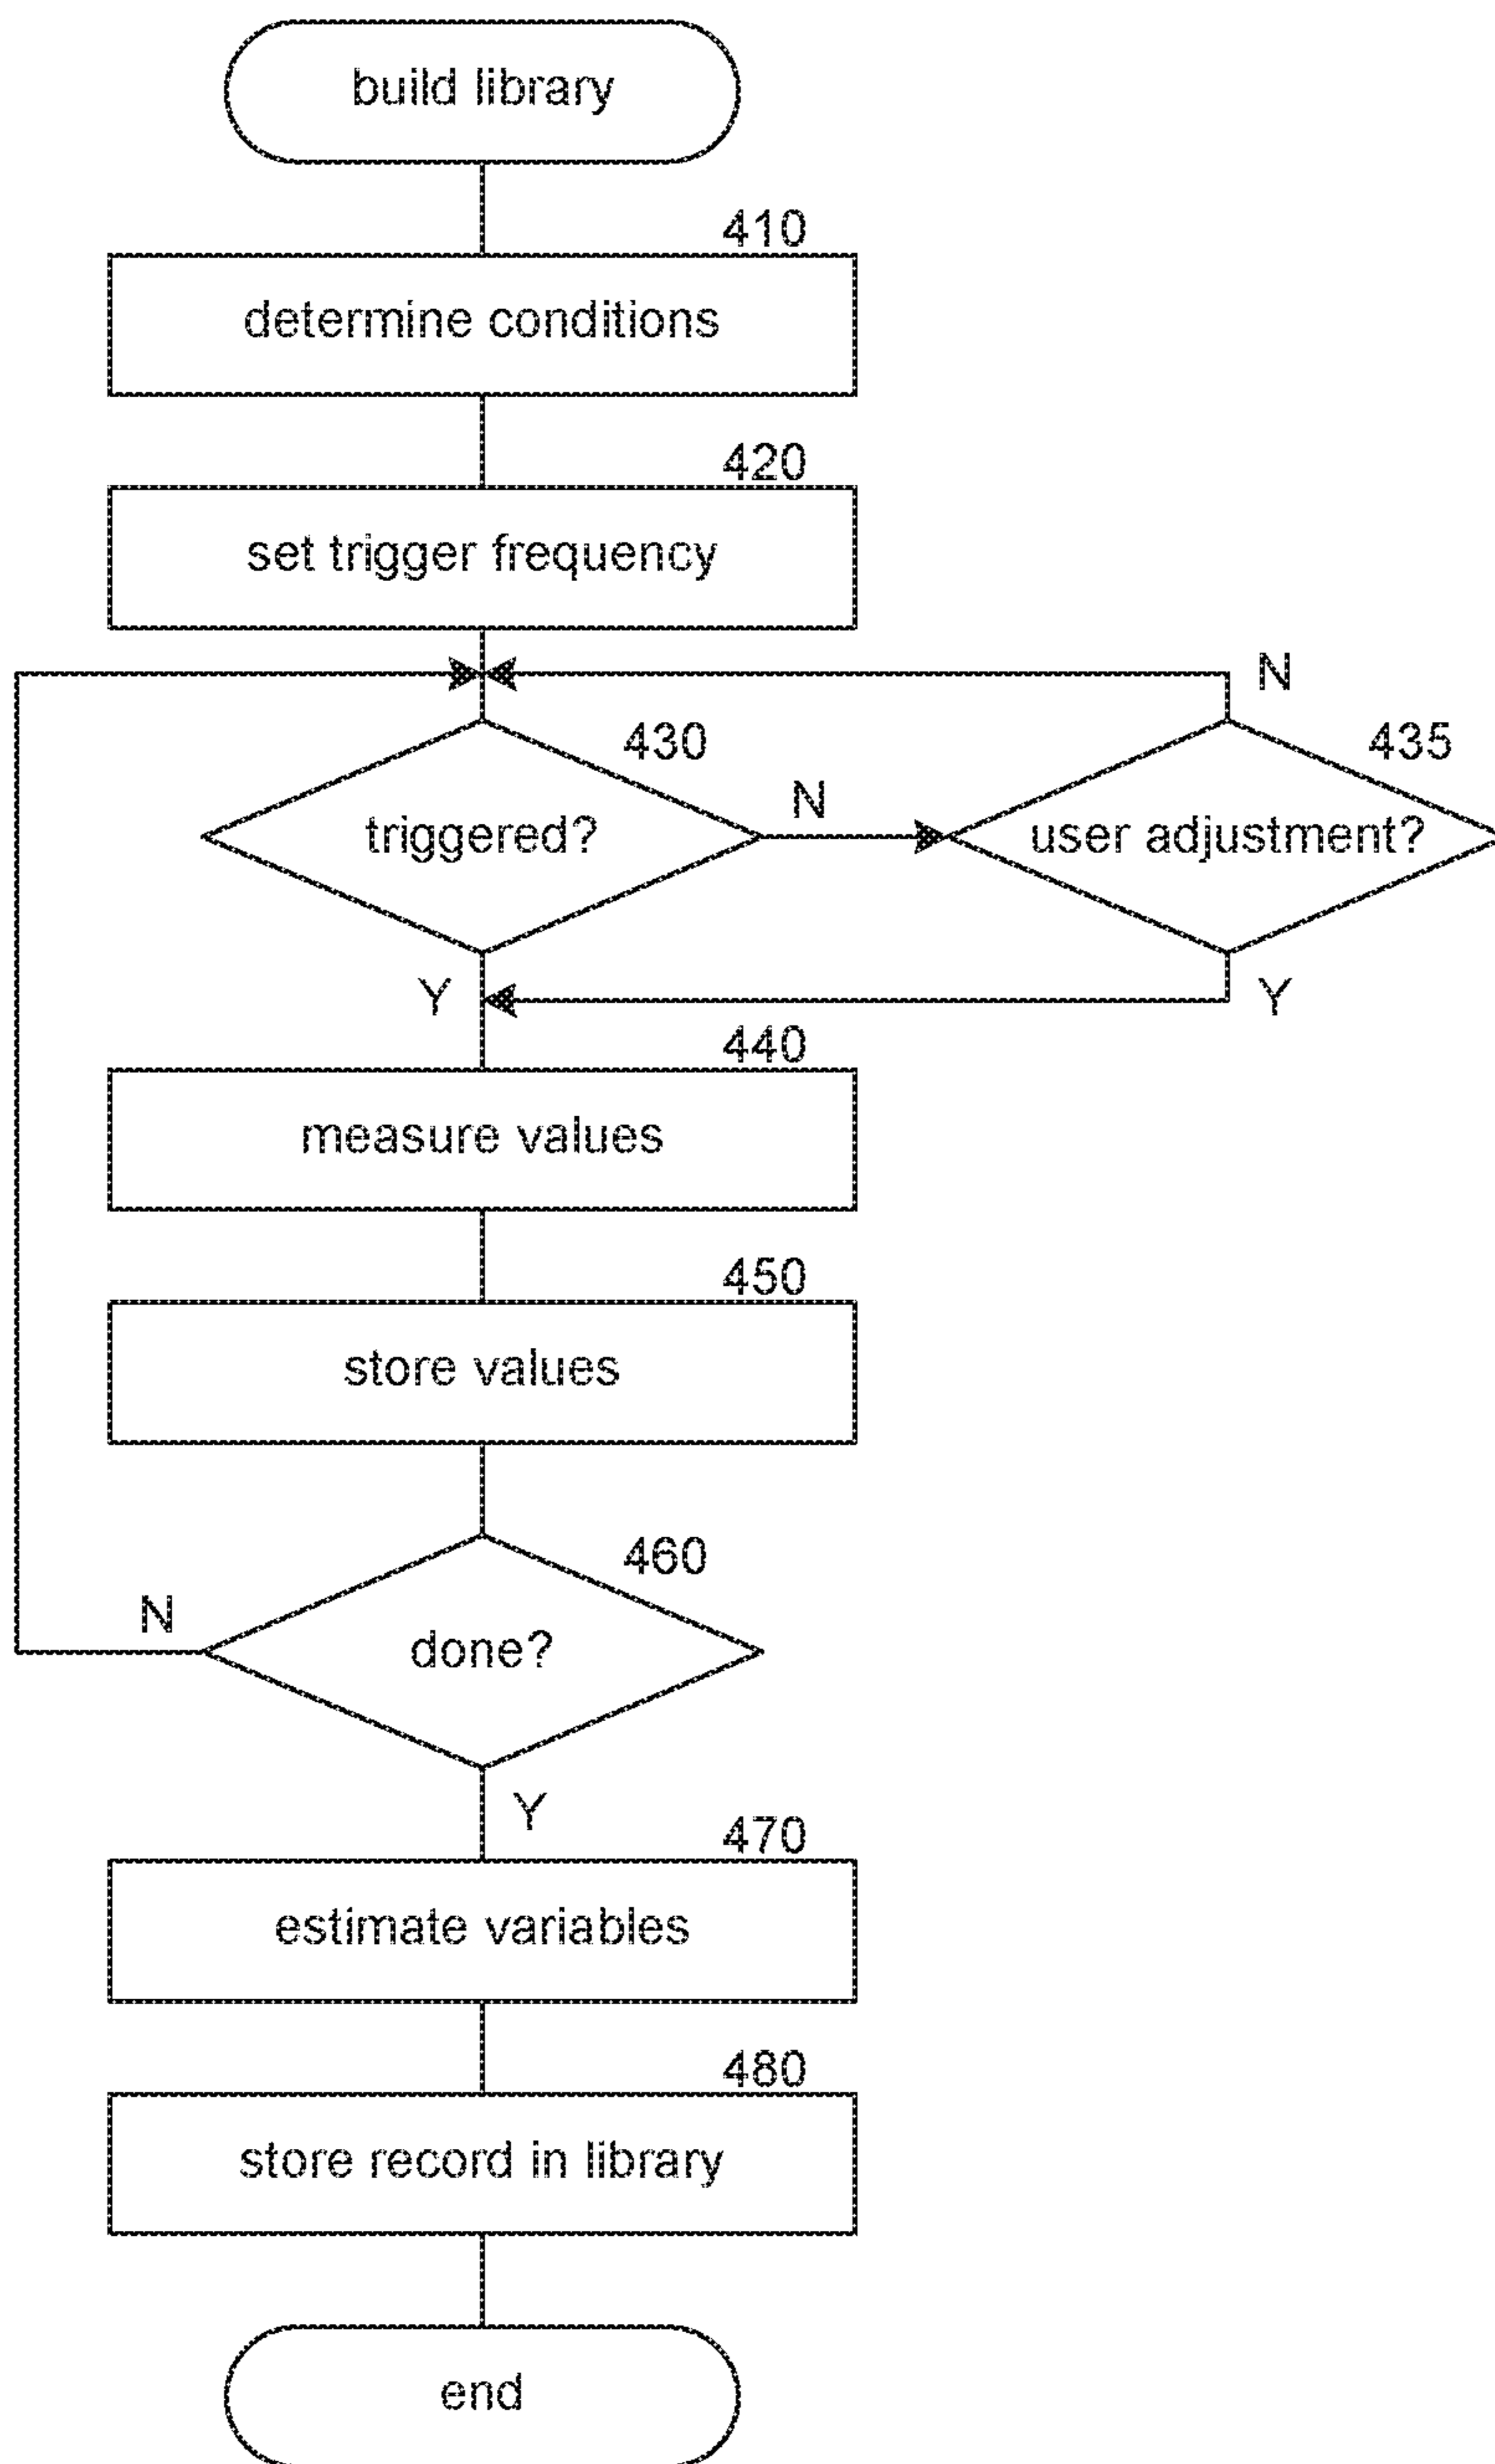 build library
410
determine conditions
420
set trigger frequency
N
430
435
triggered?
N
user adjustment?
Y
Y
440
measure values
450
store values
460
N
done?
Y
470
estimate variables
480
store record in library
end